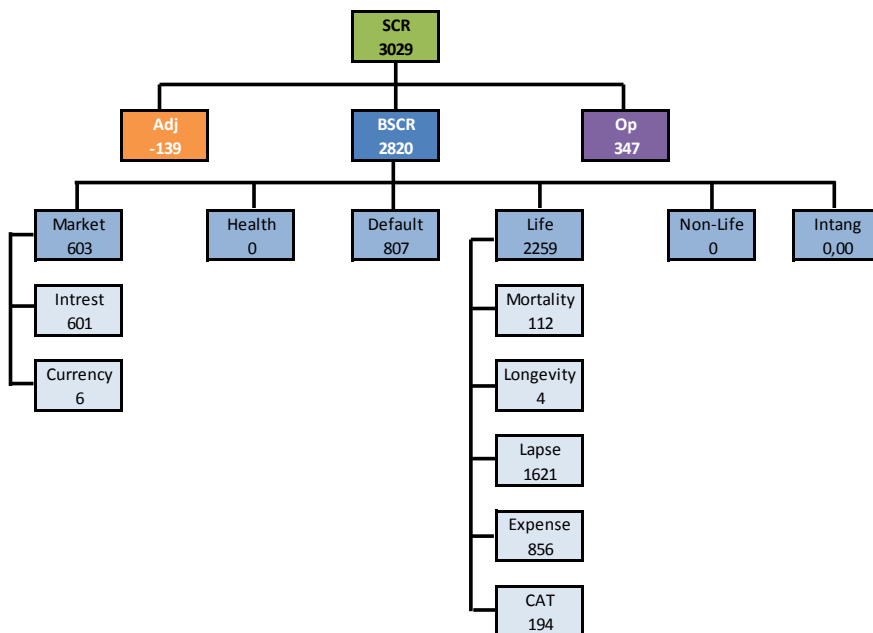 SCR
3029
Adj
-139
BSCR
2820
Op
347
Market
603
Health
0
Default
807
Life
2259
Non-Life
0
Intang
0,00
Intrest
601
Mortality
112
Currency
6
Longevity
4
Lapse
1621
Expense
856
CAT
194